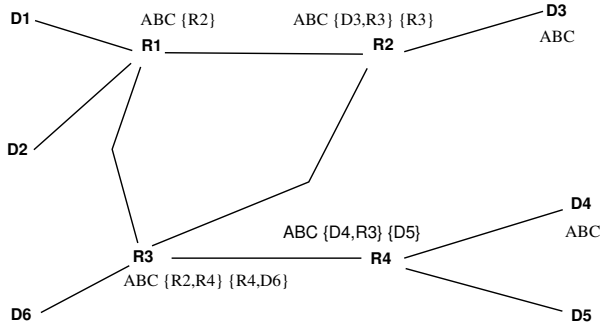 D1
ABC {R2}
ABC {D3,R3} {R3}
D3
R1
R2
ABC
D2
ABC {D4,R3} {D5}
D4
R3
R4
ABC
ABC {R2,R4} {R4,D6}
D6
D5